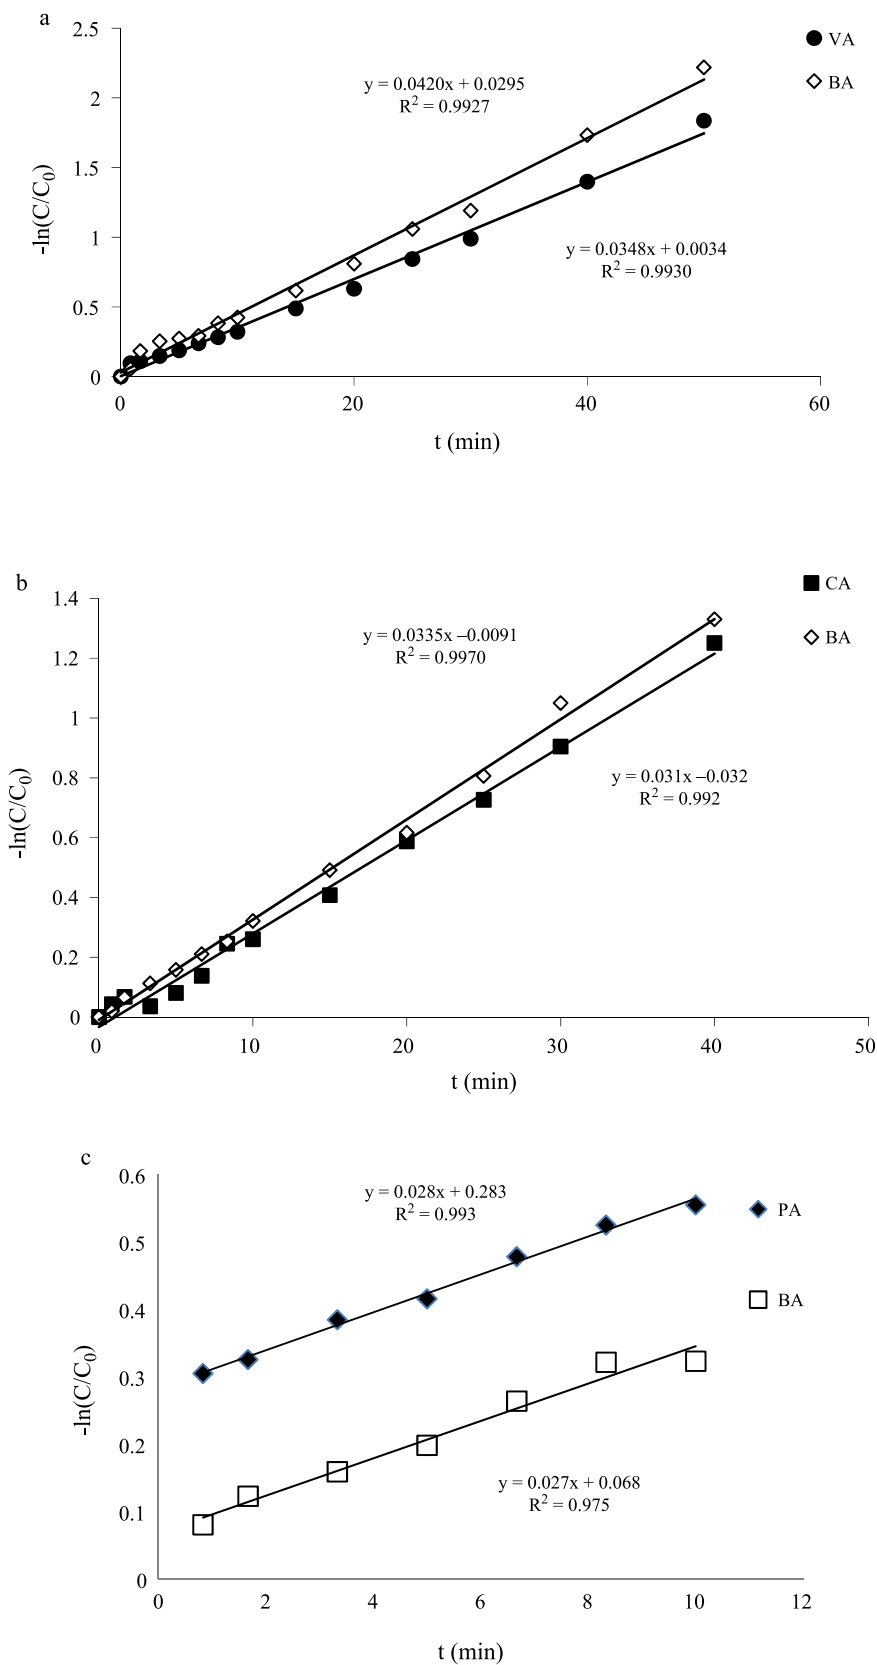 a
2.5
2
1.5
1
0.5
0
0
20
40
60
-ln(C/C0)
t (min)
y = 0.0420x + 0.0295
R2 = 0.9927
y = 0.0348x + 0.0034
R2 = 0.9930
VA
BA
b
1.4
1.2
1
0.8
0.6
0.4
0.2
0
0
10
20
30
40
50
-ln(C/C0)
t (min)
y = 0.0335x –0.0091
R2 = 0.9970
y = 0.031x –0.032
R2 = 0.992
CA
BA
c
0.6
0.5
0.4
0.3
0.2
0.1
0
0
2
4
6
8
10
12
-ln(C/C0)
t (min)
y = 0.028x + 0.283
R2 = 0.993
y = 0.027x + 0.068
R2 = 0.975
PA
BA